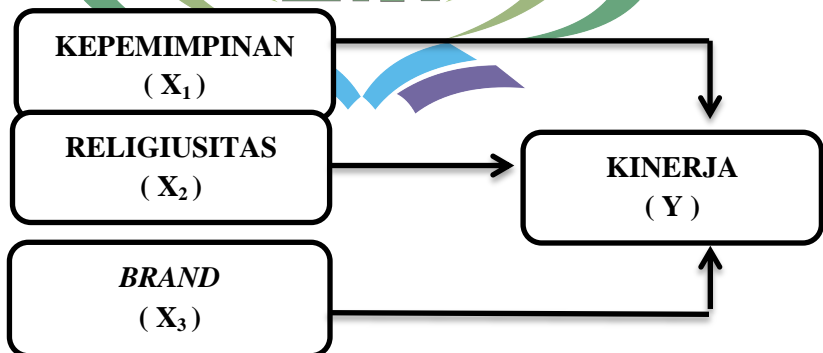 KEPEMIMPINAN
( X₁ )
RELIGIUSITAS
( X₂ )
KINERJA
( Y )
BRAND
( X₃ )